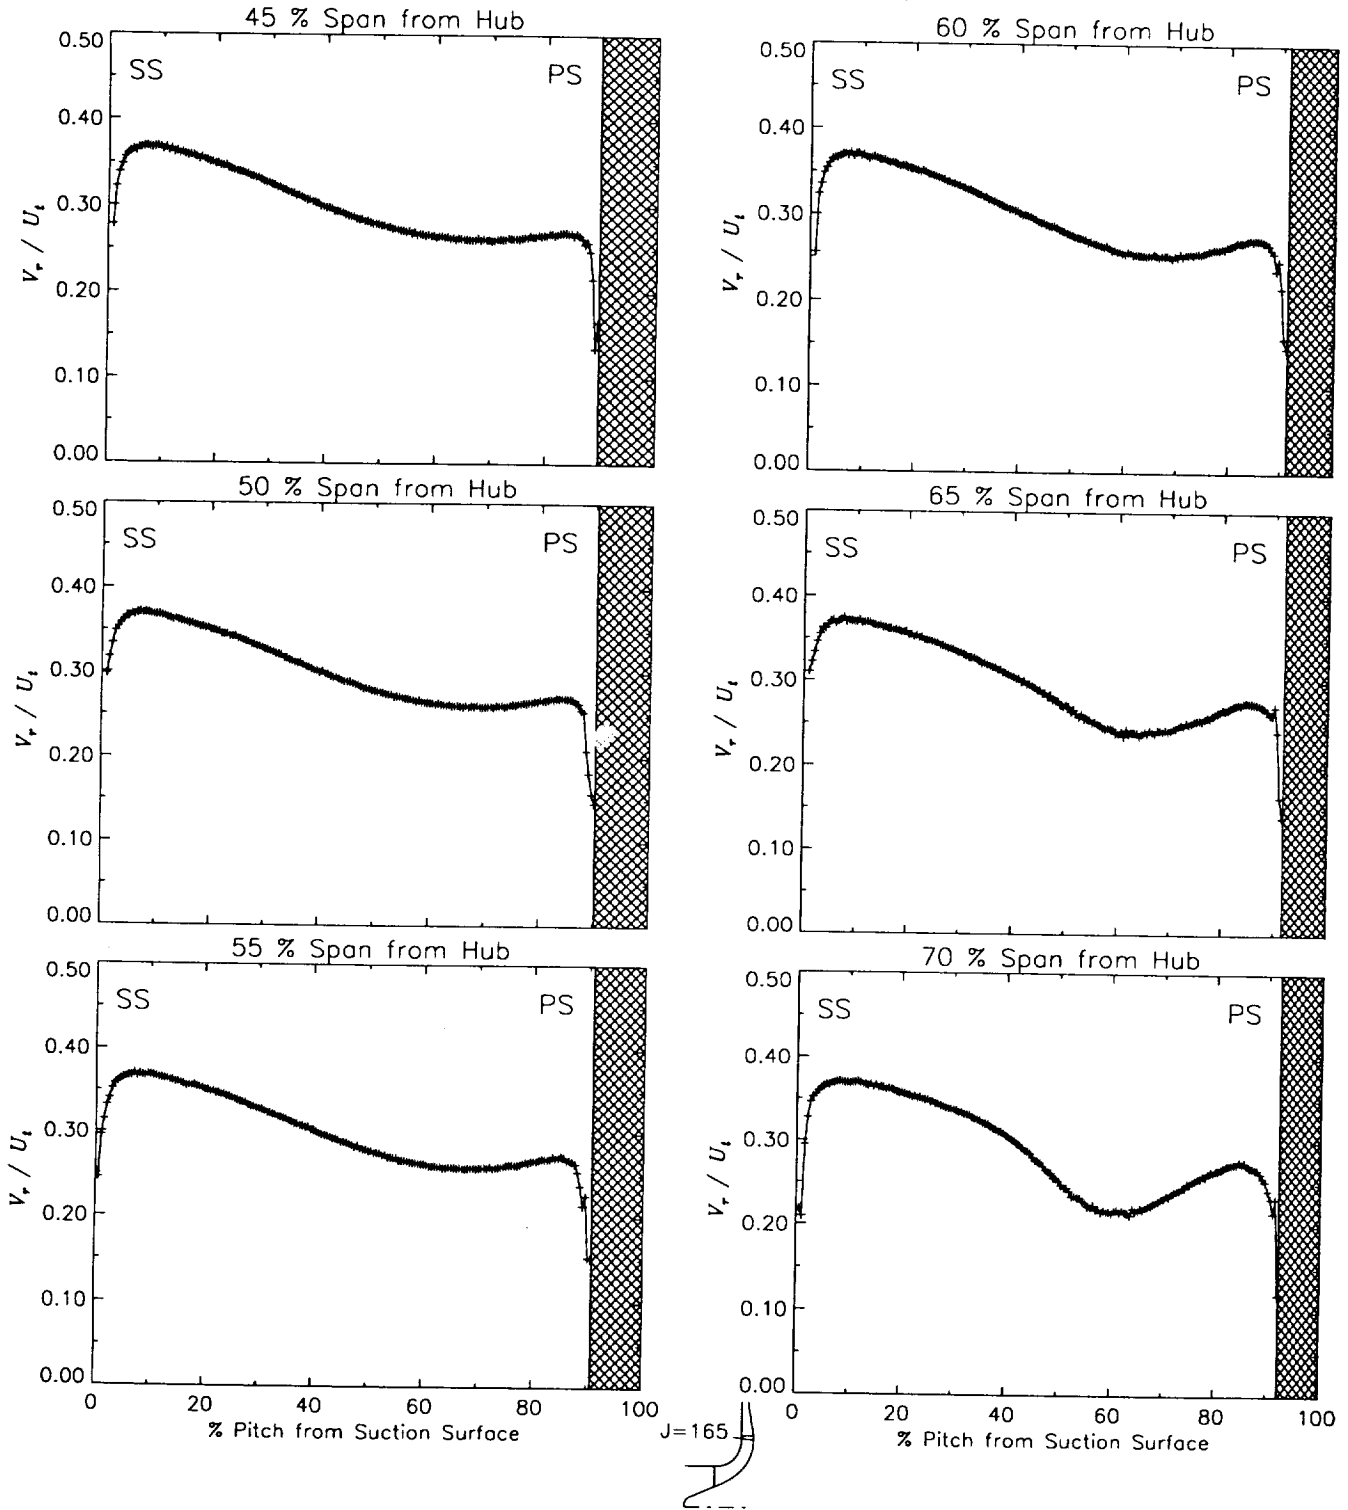 45 % Span from Hub
0.50
0.40
0.30
0.20
0.10
0.00
V_r / U_t
SS
PS
50 % Span from Hub
0.50
0.40
0.30
0.20
0.10
0.00
V_r / U_t
SS
PS
55 % Span from Hub
0.50
0.40
0.30
0.20
0.10
0.00
V_r / U_t
SS
PS
0 20 40 60 80 100
% Pitch from Suction Surface
60 % Span from Hub
0.50
0.40
0.30
0.20
0.10
0.00
V_r / U_t
SS
PS
65 % Span from Hub
0.50
0.40
0.30
0.20
0.10
0.00
V_r / U_t
SS
PS
70 % Span from Hub
0.50
0.40
0.30
0.20
0.10
0.00
V_r / U_t
SS
PS
0 20 40 60 80 100
% Pitch from Suction Surface
J=165